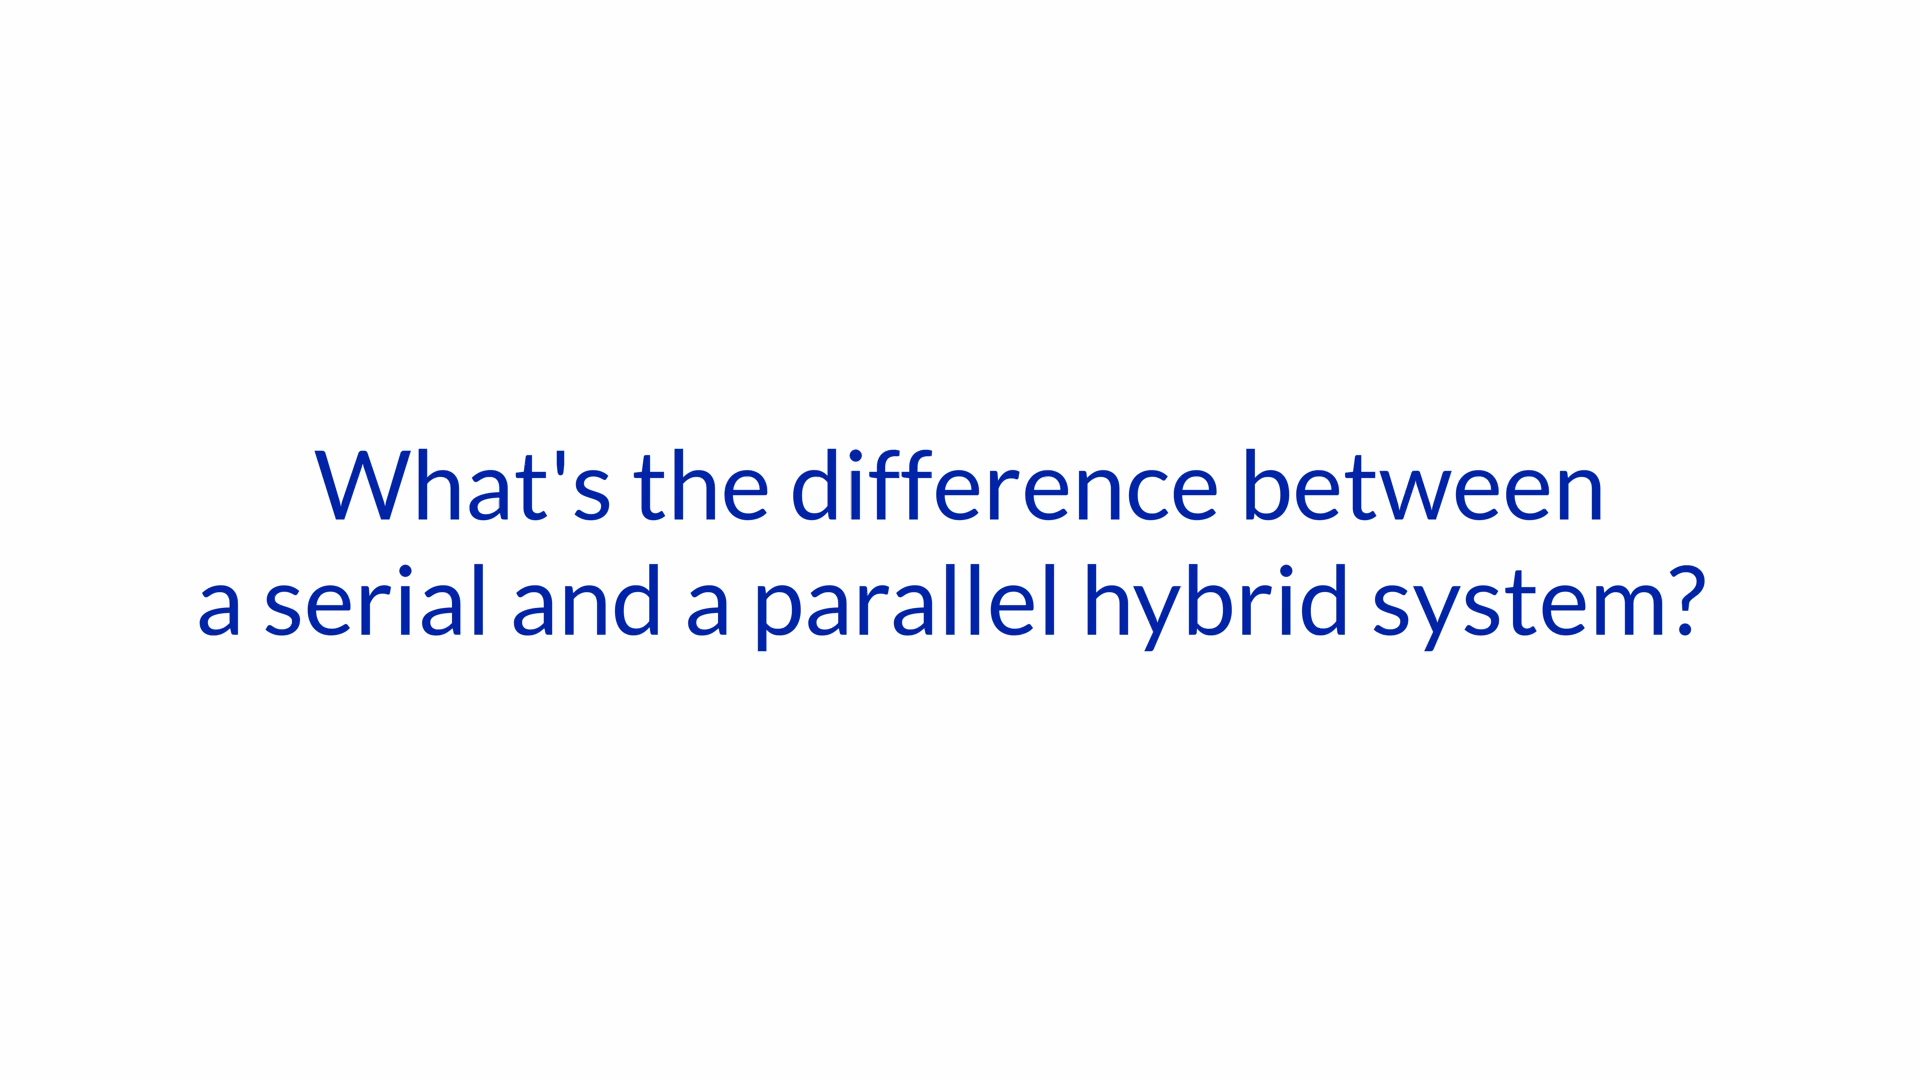 What's the difference between
a serial and a parallel hybrid system?